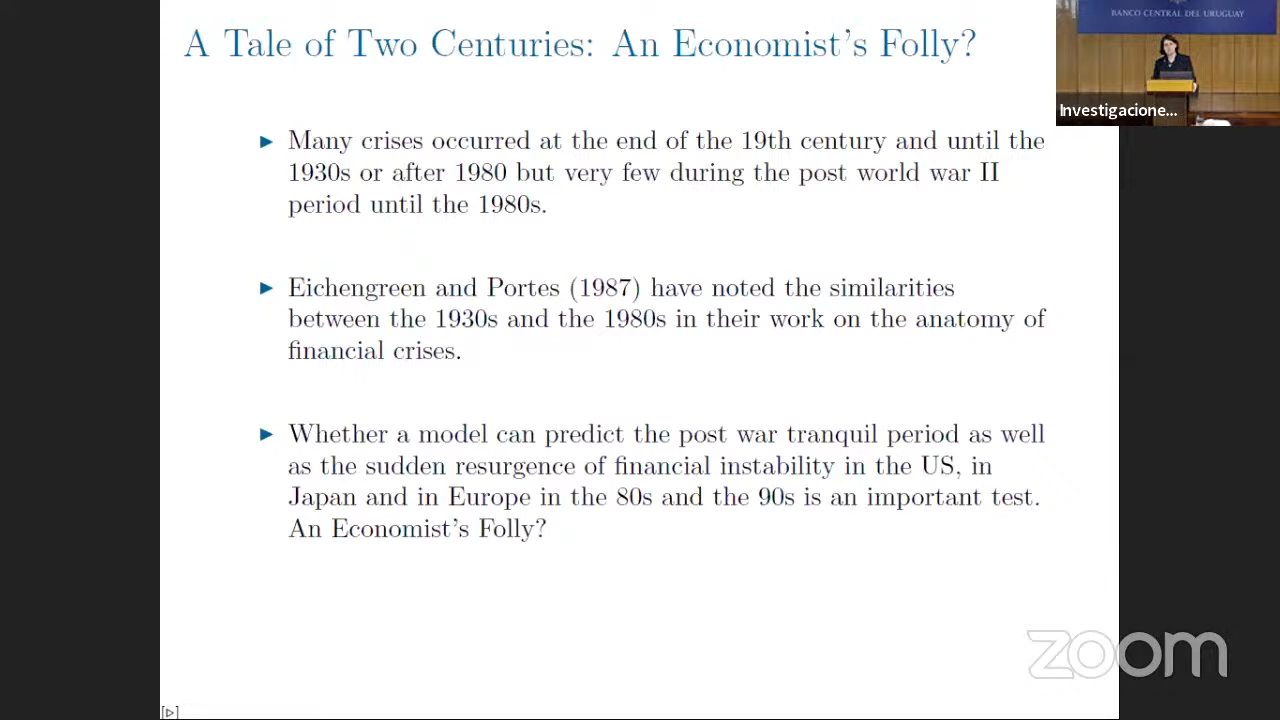 A Tale of Two Centuries: An Economist's Folly?
BANCO CENTRAL DEL URUGUAY
Investigacione...
Many crises occurred at the end of the 19th century and until the
1930s or after 1980 but very few during the post world war II
period until the 1980s.
Eichengreen and Portes (1987) have noted the similarities
between the 1930s and the 1980s in their work on the anatomy of
financial crises.
Whether a model can predict the post war tranquil period as well
as the sudden resurgence of financial instability in the US, in
Japan and in Europe in the 80s and the 90s is an important test.
An Economist's Folly?
zoom